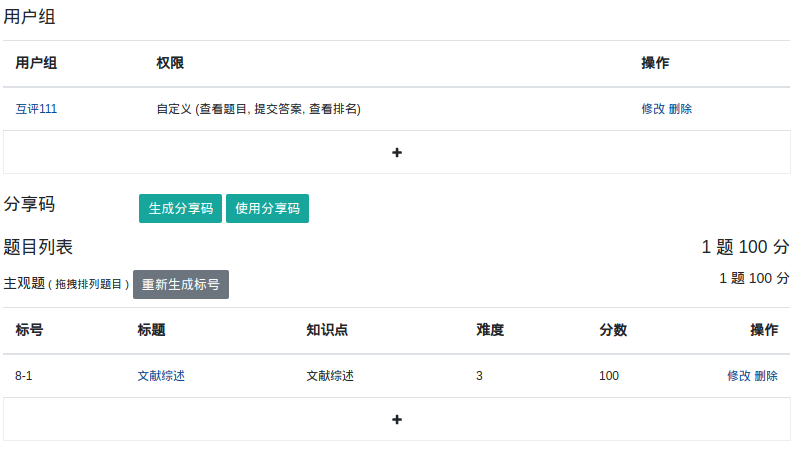 用户组
用户组 权限 操作
互评111 自定义 (查看题目, 提交答案, 查看排名) 修改 删除
+
分享码 生成分享码 使用分享码
题目列表 1 题 100 分
主观题 ( 拖拽排列题目 ) 重新生成标号 1 题 100 分
标号 标题 知识点 难度 分数 操作
8-1 文献综述 文献综述 3 100 修改 删除
+